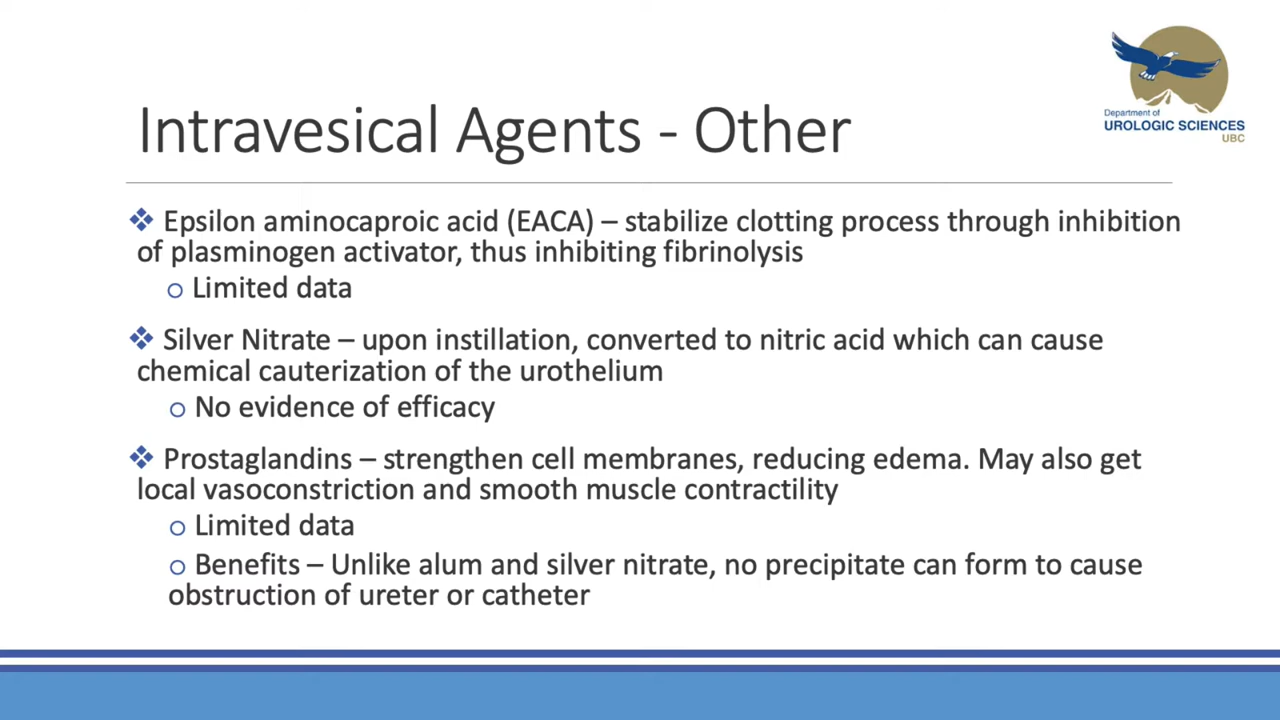 Department of
UROLOGIC SCIENCES
UBC
Intravesical Agents - Other
❖ Epsilon aminocaproic acid (EACA) – stabilize clotting process through inhibition
of plasminogen activator, thus inhibiting fibrinolysis
o Limited data
❖ Silver Nitrate – upon instillation, converted to nitric acid which can cause
chemical cauterization of the urothelium
o No evidence of efficacy
❖ Prostaglandins – strengthen cell membranes, reducing edema. May also get
local vasoconstriction and smooth muscle contractility
o Limited data
o Benefits – Unlike alum and silver nitrate, no precipitate can form to cause
obstruction of ureter or catheter